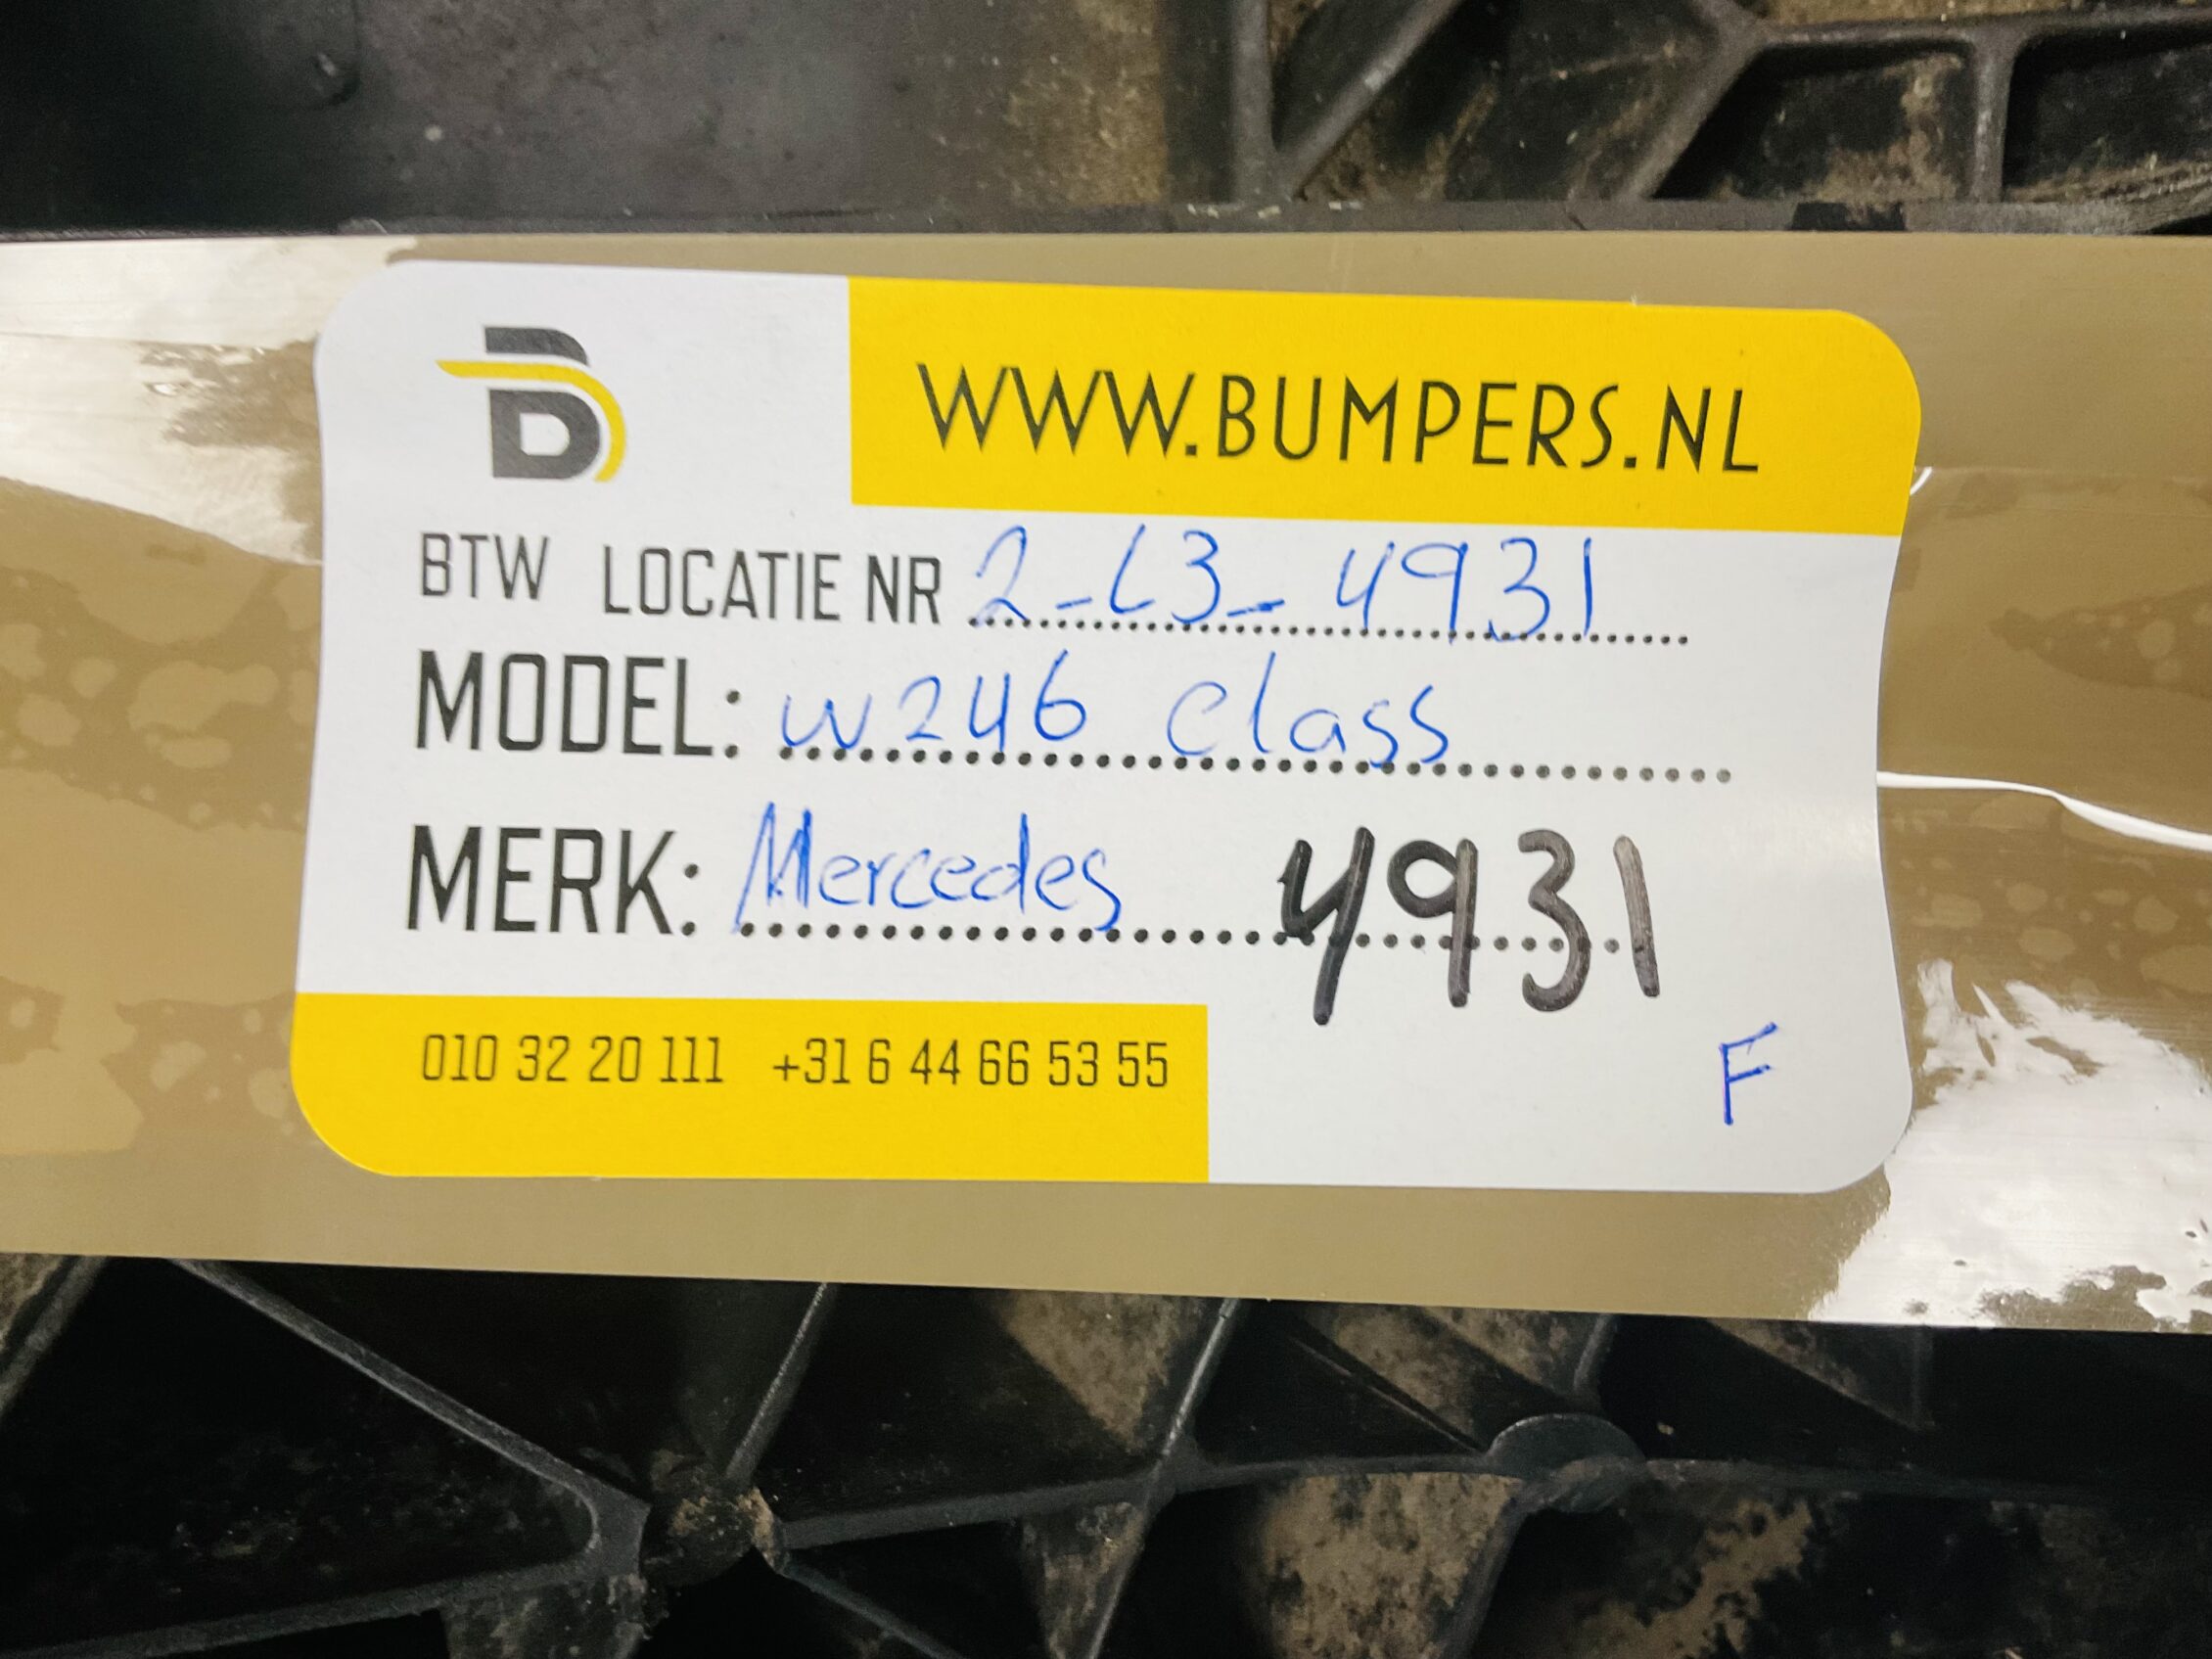 B
WWW.BUMPERS.NL
BTW LOCATIE NR 2-L3-4931
MODEL: W246 Class
MERK: Mercedes 4931
010 32 20 111 +31 6 44 66 53 55
F